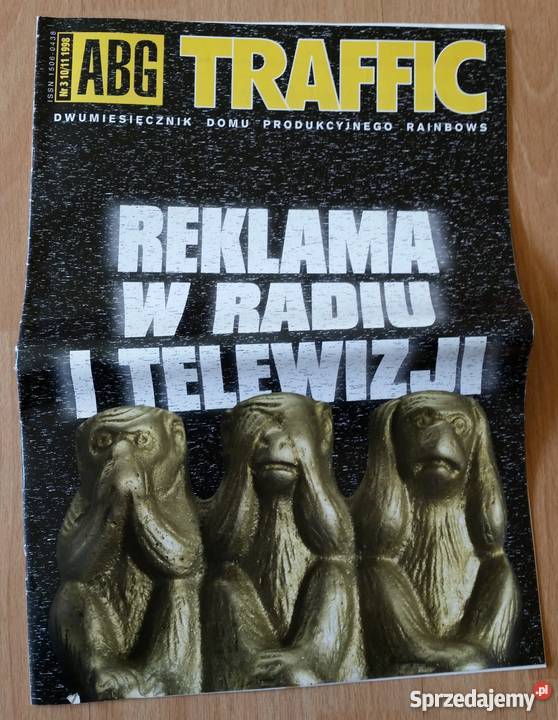 ISSN 1506-0438
Nr 3 10/11 1998
ABG
TRAFFIC
DWUMIESIĘCZNIK DOMU PRODUKCYJNEGO RAINBOWS
REKLAMA
W RADIU
I TELEWIZJI
Sprzedajemy.pl